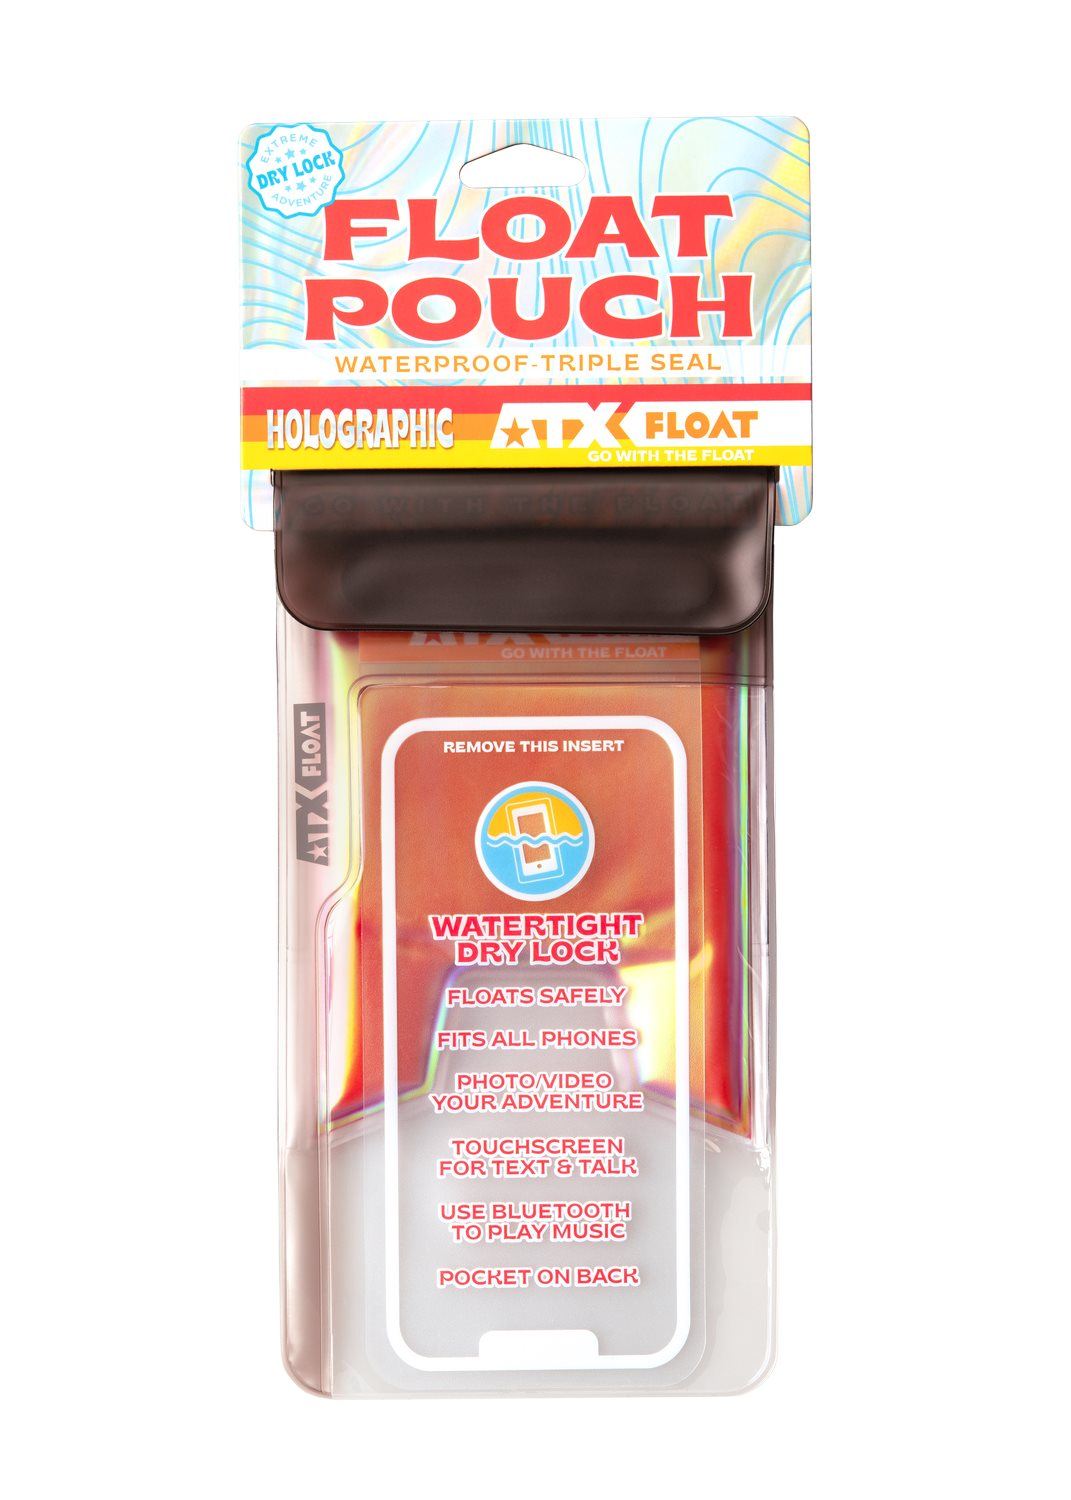 EXTREME
DRY LOCK
ADVENTURE
FLOAT
POUCH
WATERPROOF-TRIPLE SEAL
HOLOGRAPHIC
ATX FLOAT
GO WITH THE FLOAT
GO WITH THE FLOAT
ATX
GO WITH THE FLOAT
ATX FLOAT
REMOVE THIS INSERT
WATERTIGHT
DRY LOCK
FLOATS SAFELY
FITS ALL PHONES
PHOTO/VIDEO
YOUR ADVENTURE
TOUCHSCREEN
FOR TEXT & TALK
USE BLUETOOTH
TO PLAY MUSIC
POCKET ON BACK